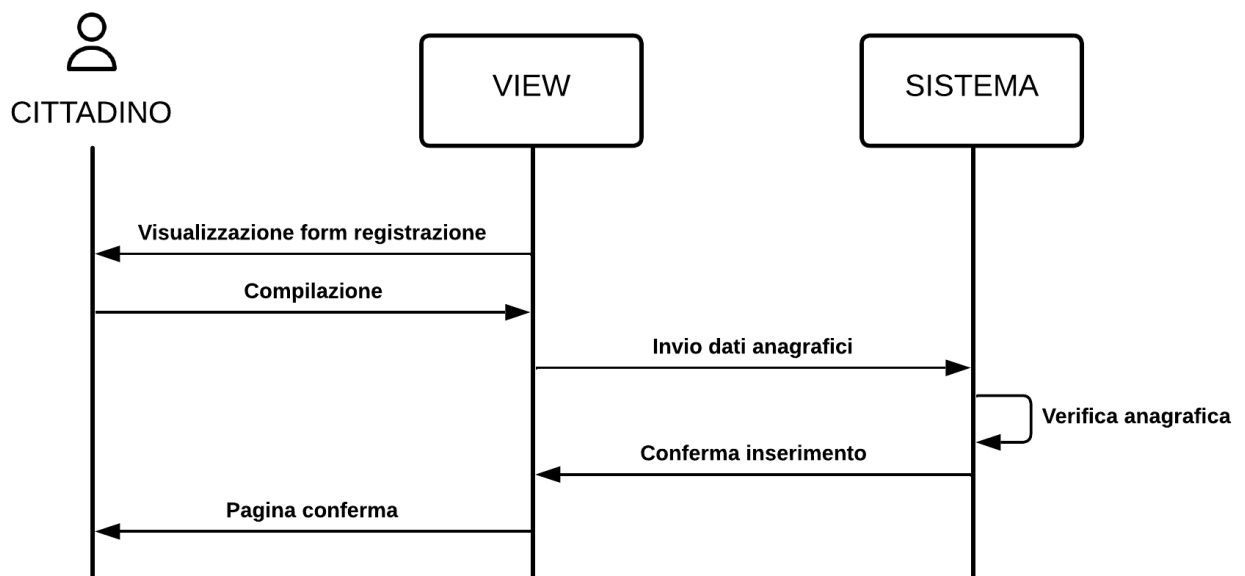 CITTADINO
VIEW
SISTEMA
Visualizzazione form registrazione
Compilazione
Invio dati anagrafici
Verifica anagrafica
Conferma inserimento
Pagina conferma